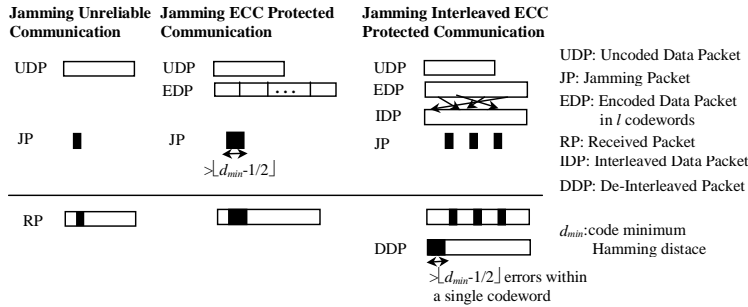 Jamming Unreliable
Communication
UDP
JP
RP
Jamming ECC Protected
Communication
UDP
EDP
...
JP
>⌊dmin-1/2⌋
Jamming Interleaved ECC
Protected Communication
UDP
EDP
IDP
JP
DDP
>⌊dmin-1/2⌋ errors within
a single codeword
UDP: Uncoded Data Packet
JP: Jamming Packet
EDP: Encoded Data Packet
in l codewords
RP: Received Packet
IDP: Interleaved Data Packet
DDP: De-Interleaved Packet
dmin:code minimum
Hamming distace